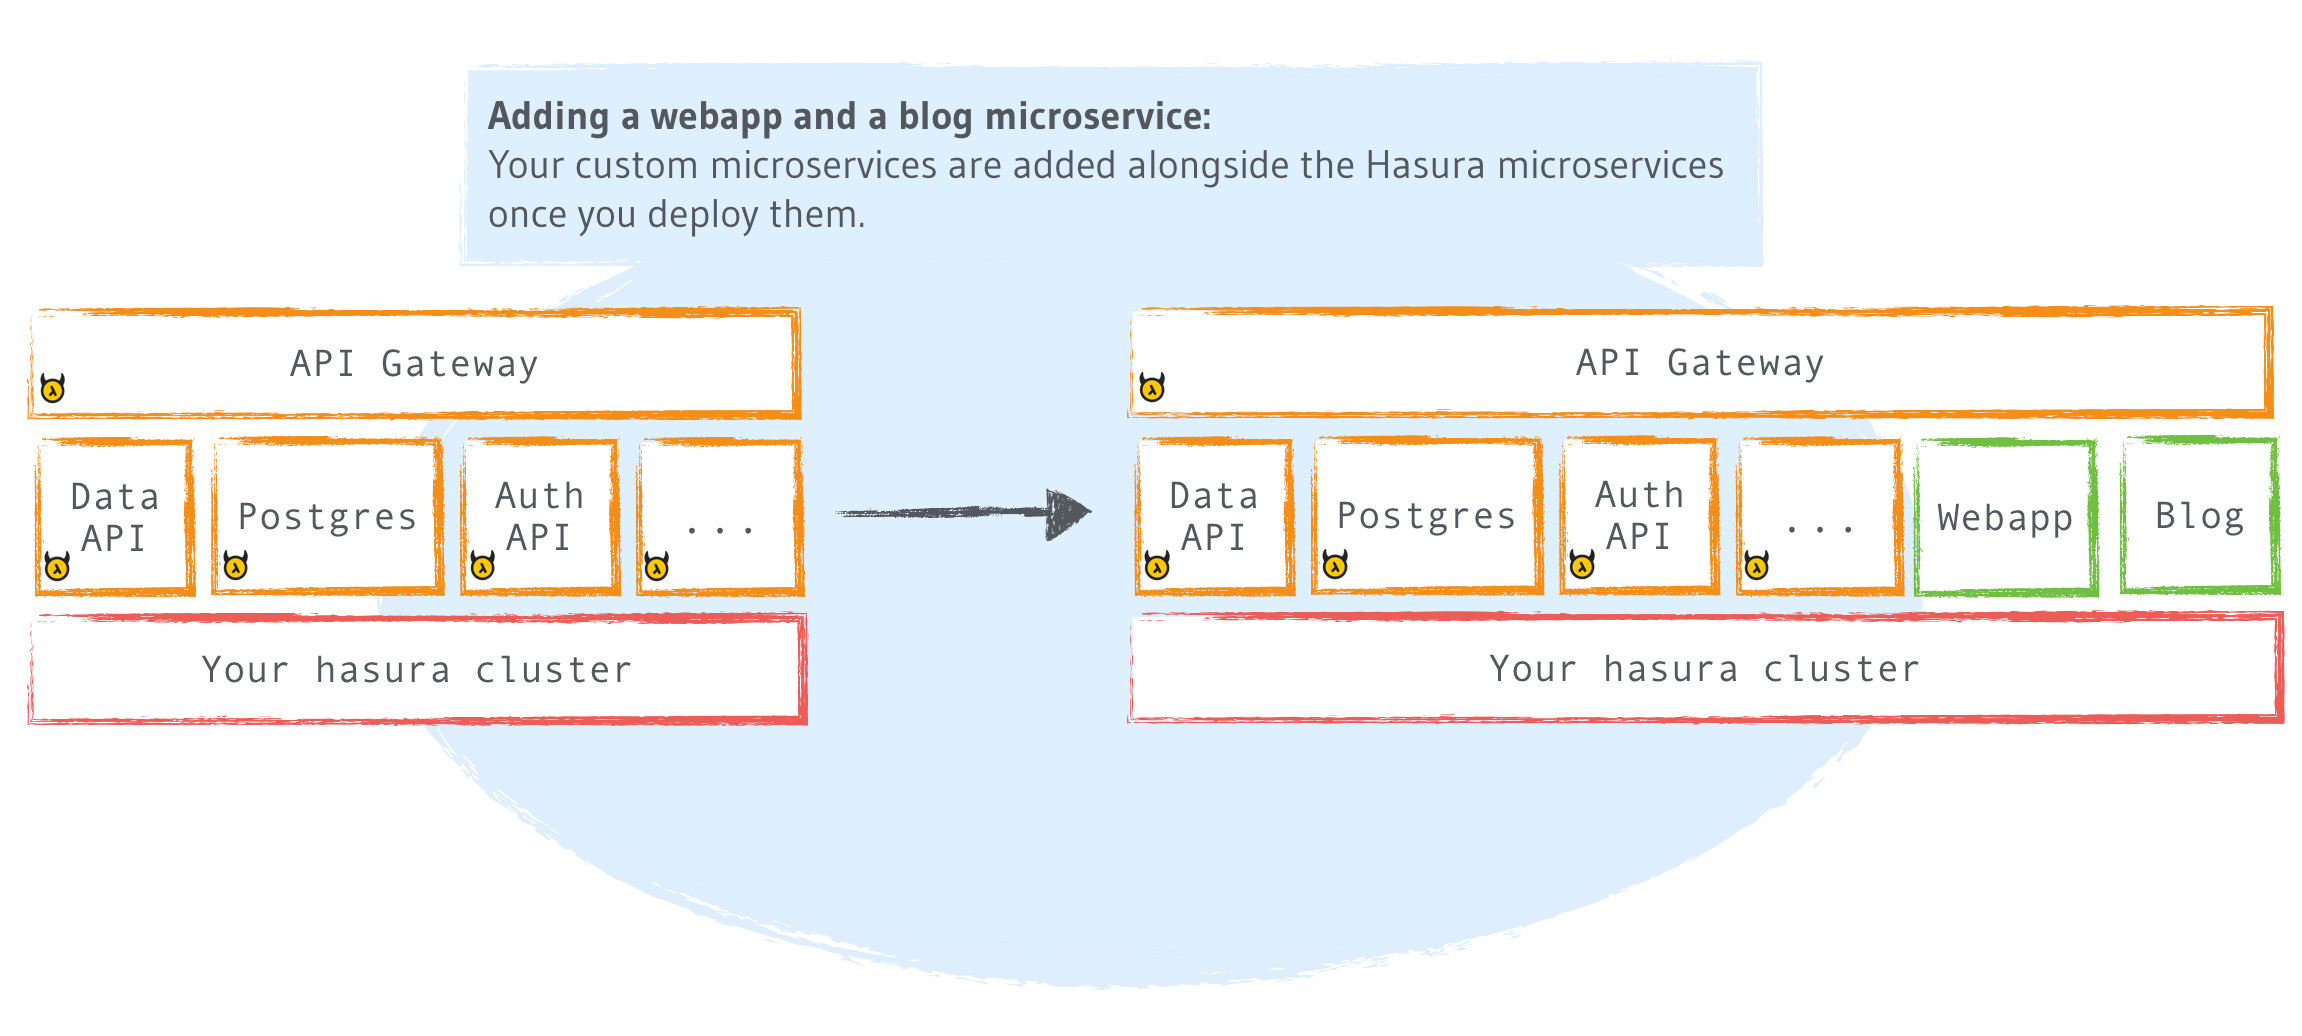 Adding a webapp and a blog microservice:
Your custom microservices are added alongside the Hasura microservices
once you deploy them.
API Gateway
Data
API
Postgres
Auth
API
...
Your hasura cluster
API Gateway
Data
API
Postgres
Auth
API
...
Webapp
Blog
Your hasura cluster